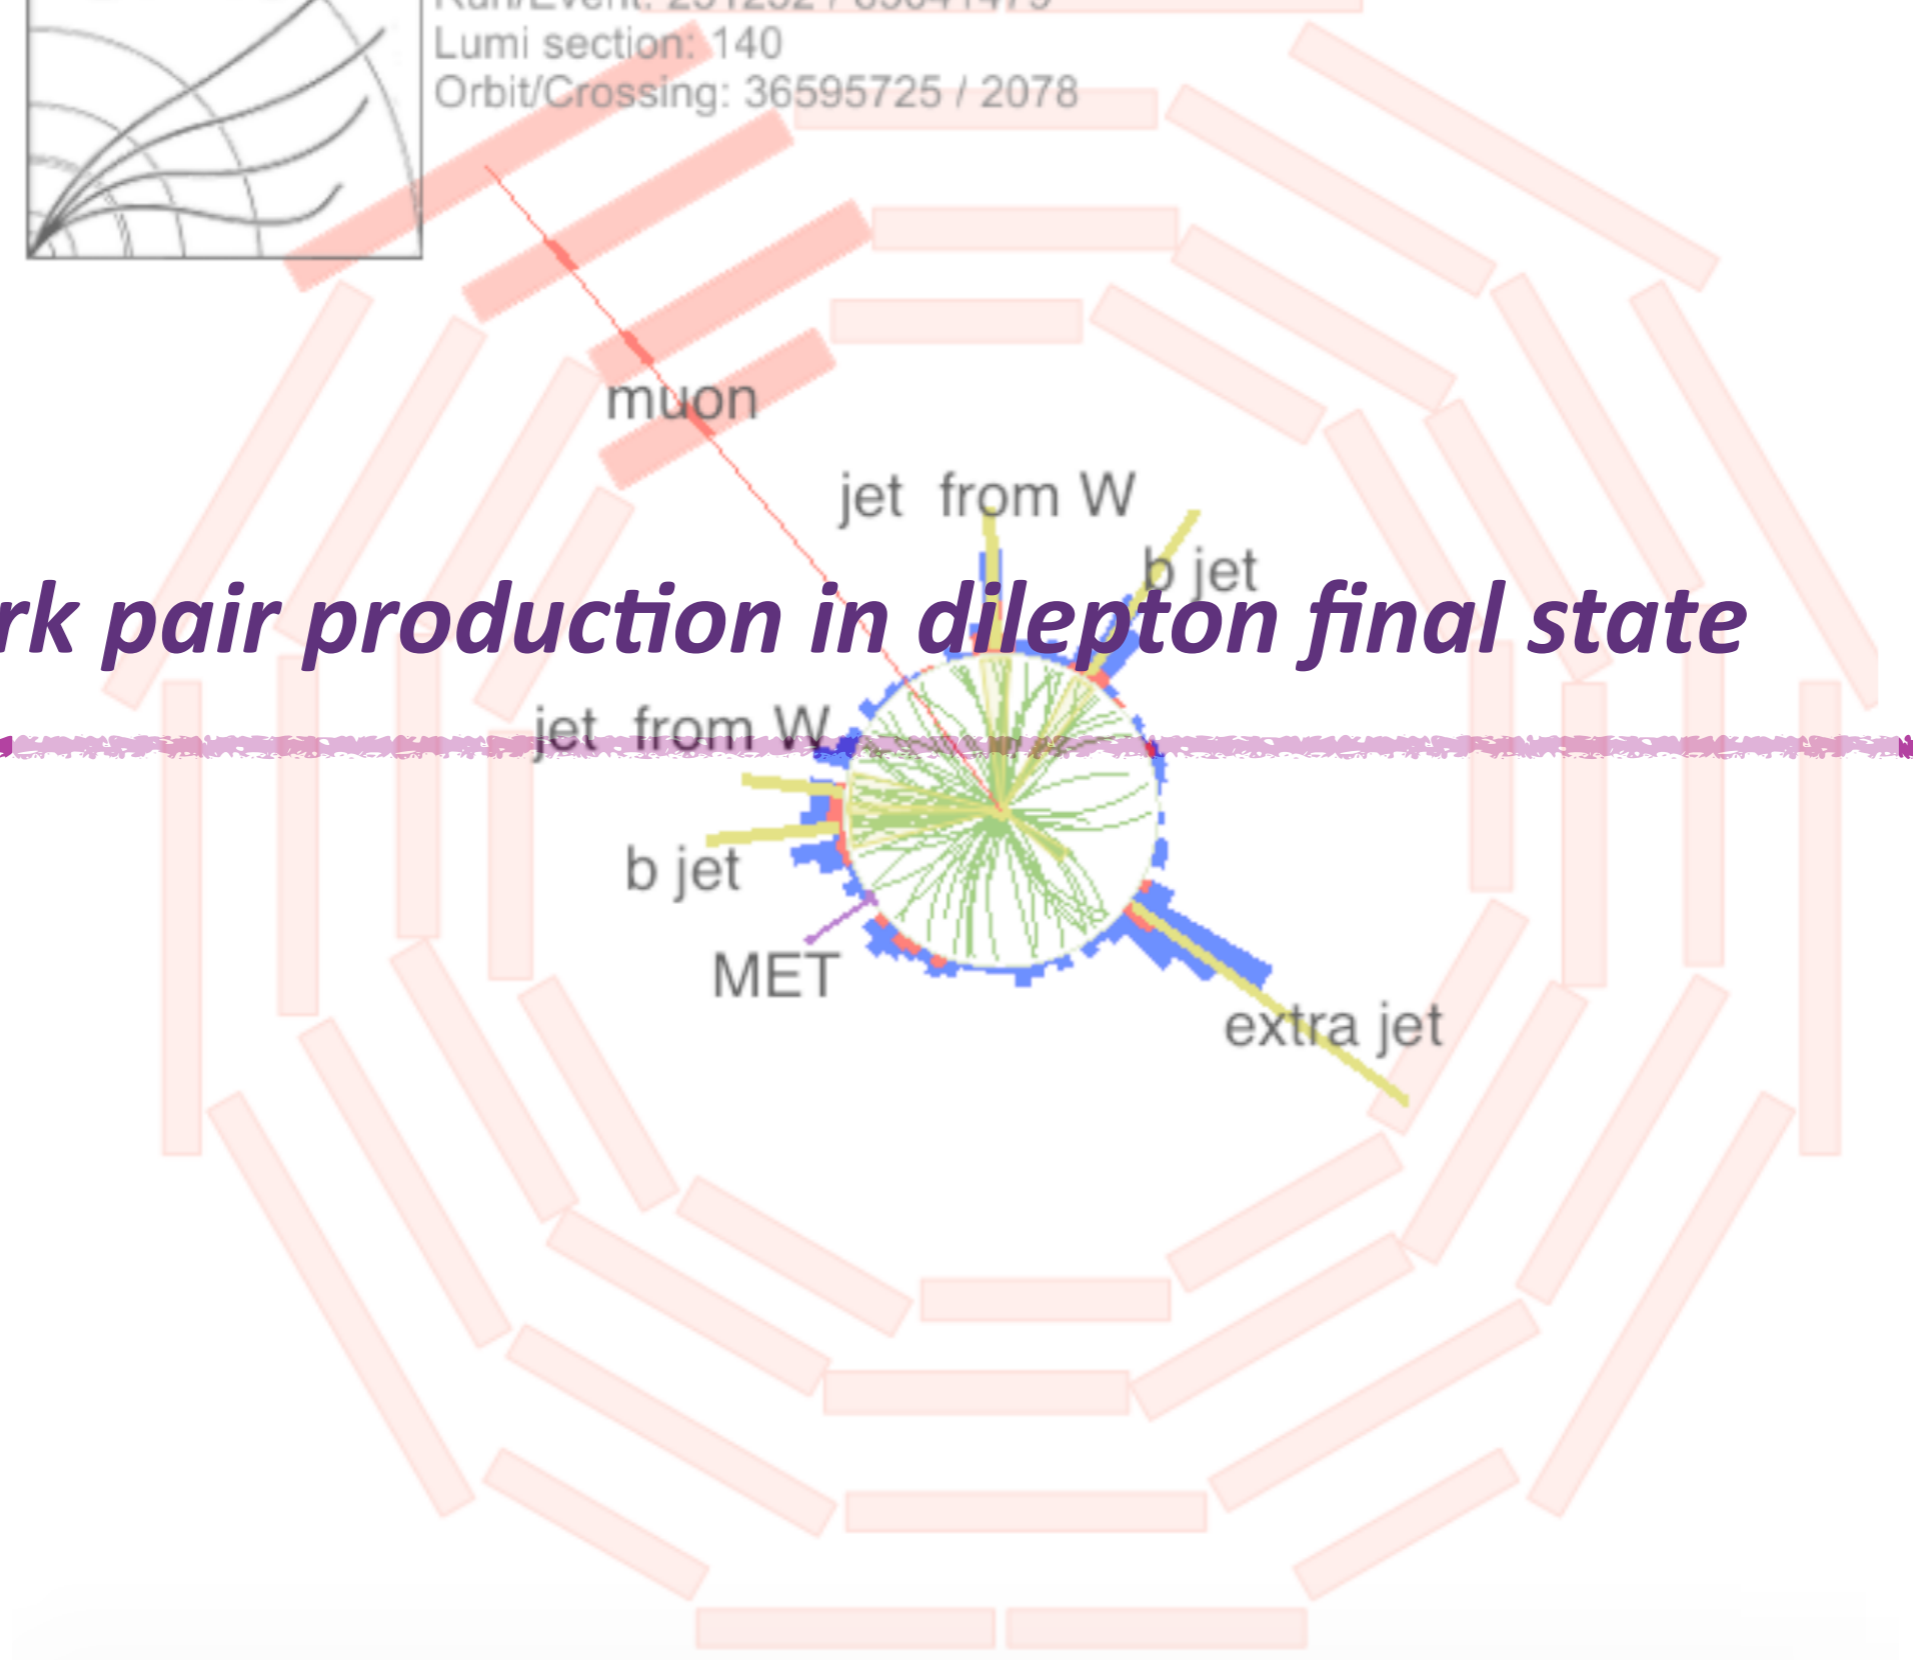 Lumi section: 140
Orbit/Crossing: 36595725 / 2078
muon
jet from W
b jet
rk pair production in dilepton final state
jet from W
b jet
MET
extra jet